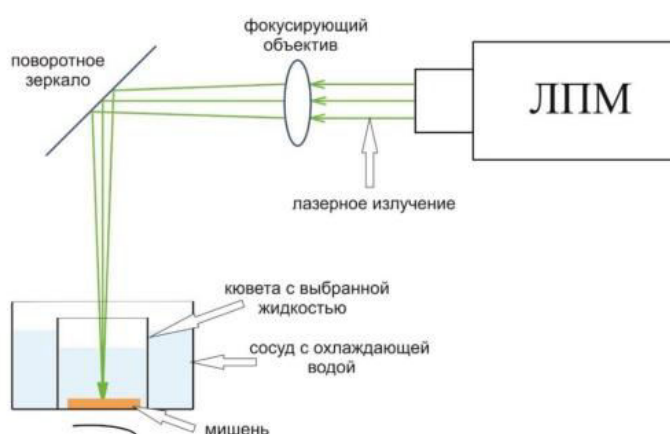 фокусирующий
объектив
поворотное
зеркало
ЛПМ
лазерное излучение
кювета с выбранной
жидкостью
сосуд с охлаждающей
водой
мишень